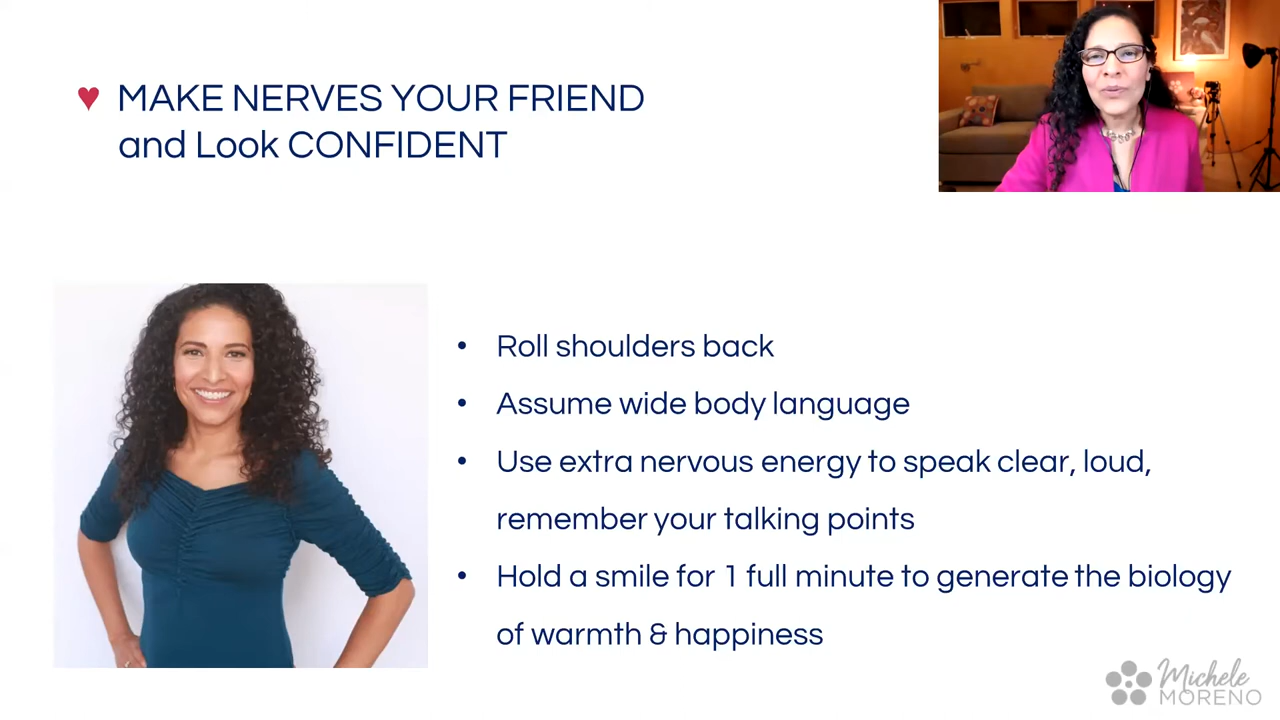 ♥ MAKE NERVES YOUR FRIEND
and Look CONFIDENT
• Roll shoulders back
• Assume wide body language
• Use extra nervous energy to speak clear, loud,
remember your talking points
• Hold a smile for 1 full minute to generate the biology
of warmth & happiness
Michele
MORENO